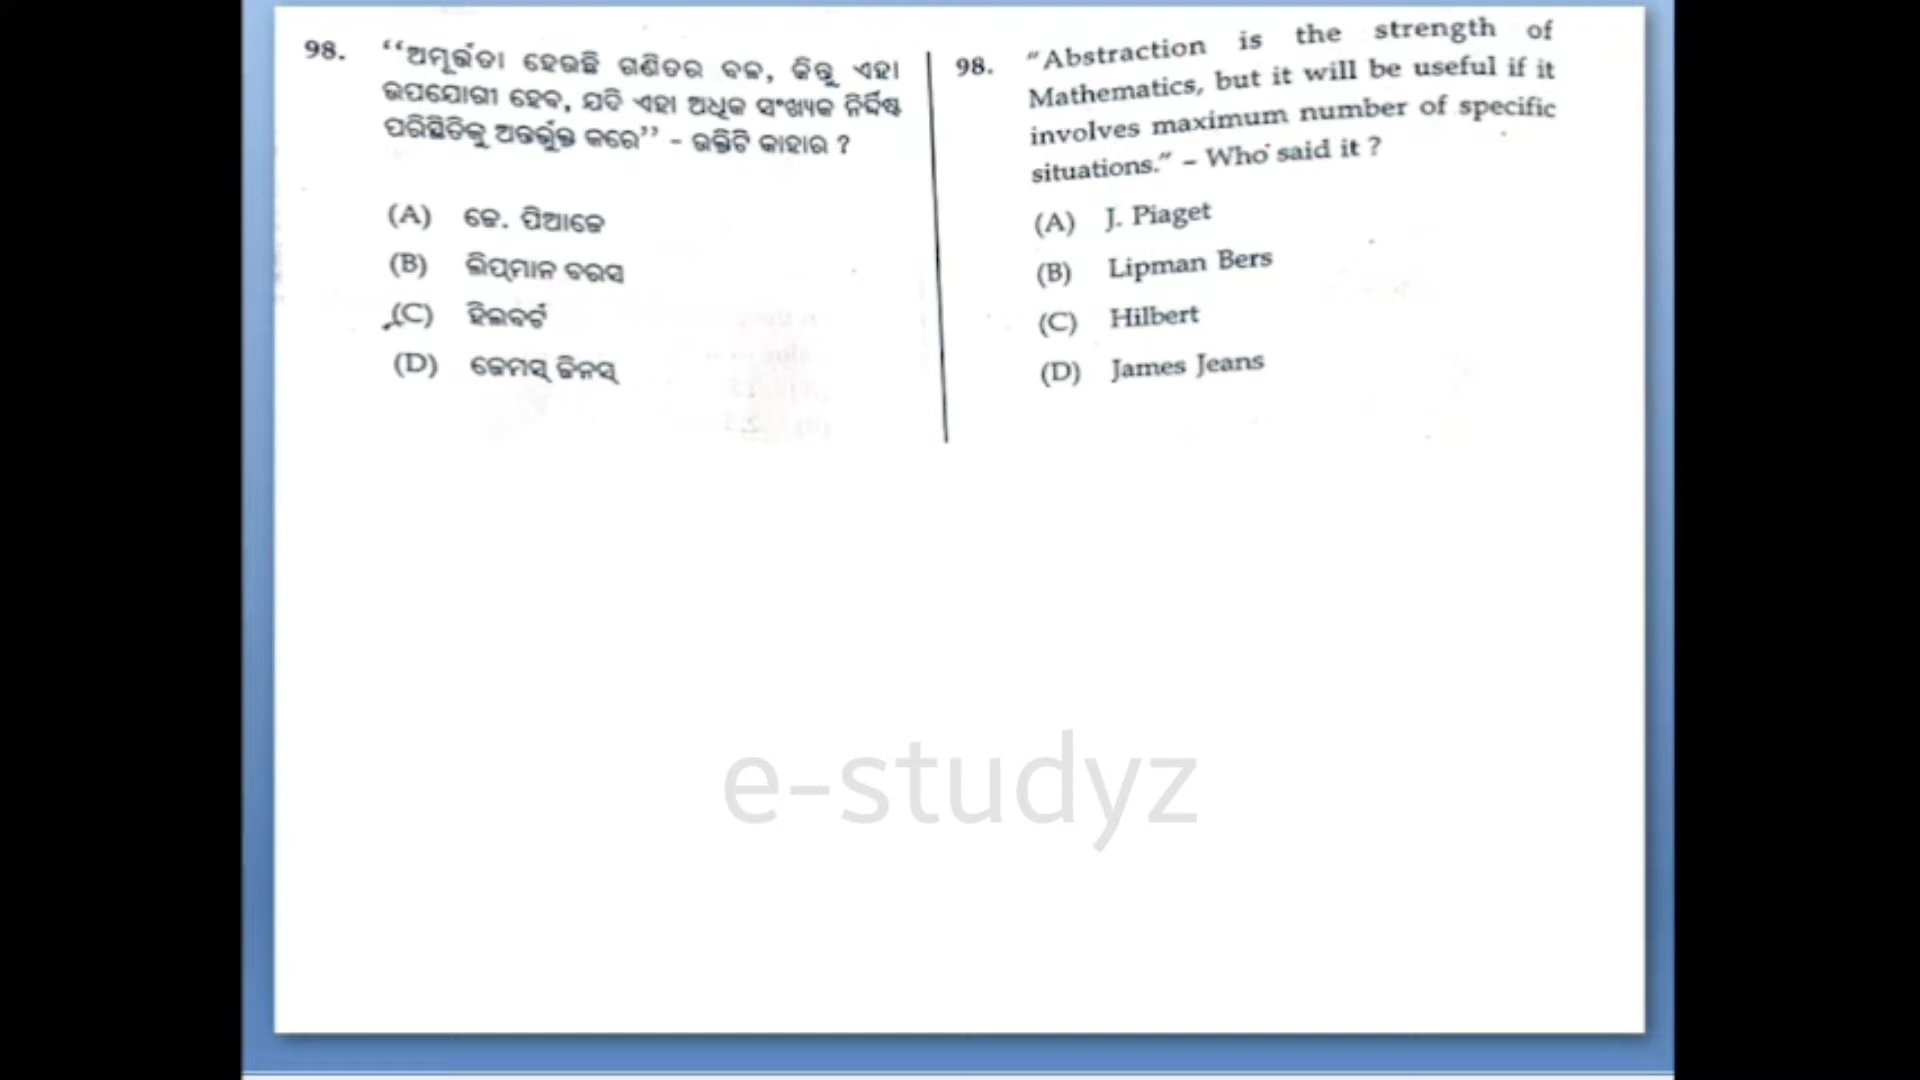 98. ‘‘ଅମୂର୍ତ୍ତତା ହେଉଛି ଗଣିତର ବଳ, କିନ୍ତୁ ଏହା
ଉପଯୋଗୀ ହେବ, ଯଦି ଏହା ଅଧିକ ସଂଖ୍ୟକ ନିର୍ଦ୍ଦିଷ୍ଟ
ପରିସ୍ଥିତିକୁ ଅନ୍ତର୍ଭୁକ୍ତ କରେ’’ – ଉକ୍ତିଟି କାହାର ?
(A) ଜେ. ପିଆଜେ
(B) ଲିପ୍‌ମାନ ବରସ
(C) ହିଲବର୍ଟ
(D) ଜେମସ୍ ଜିନସ୍
98. “Abstraction is the strength of
Mathematics, but it will be useful if it
involves maximum number of specific
situations.” – Who said it ?
(A) J. Piaget
(B) Lipman Bers
(C) Hilbert
(D) James Jeans
e-studyz